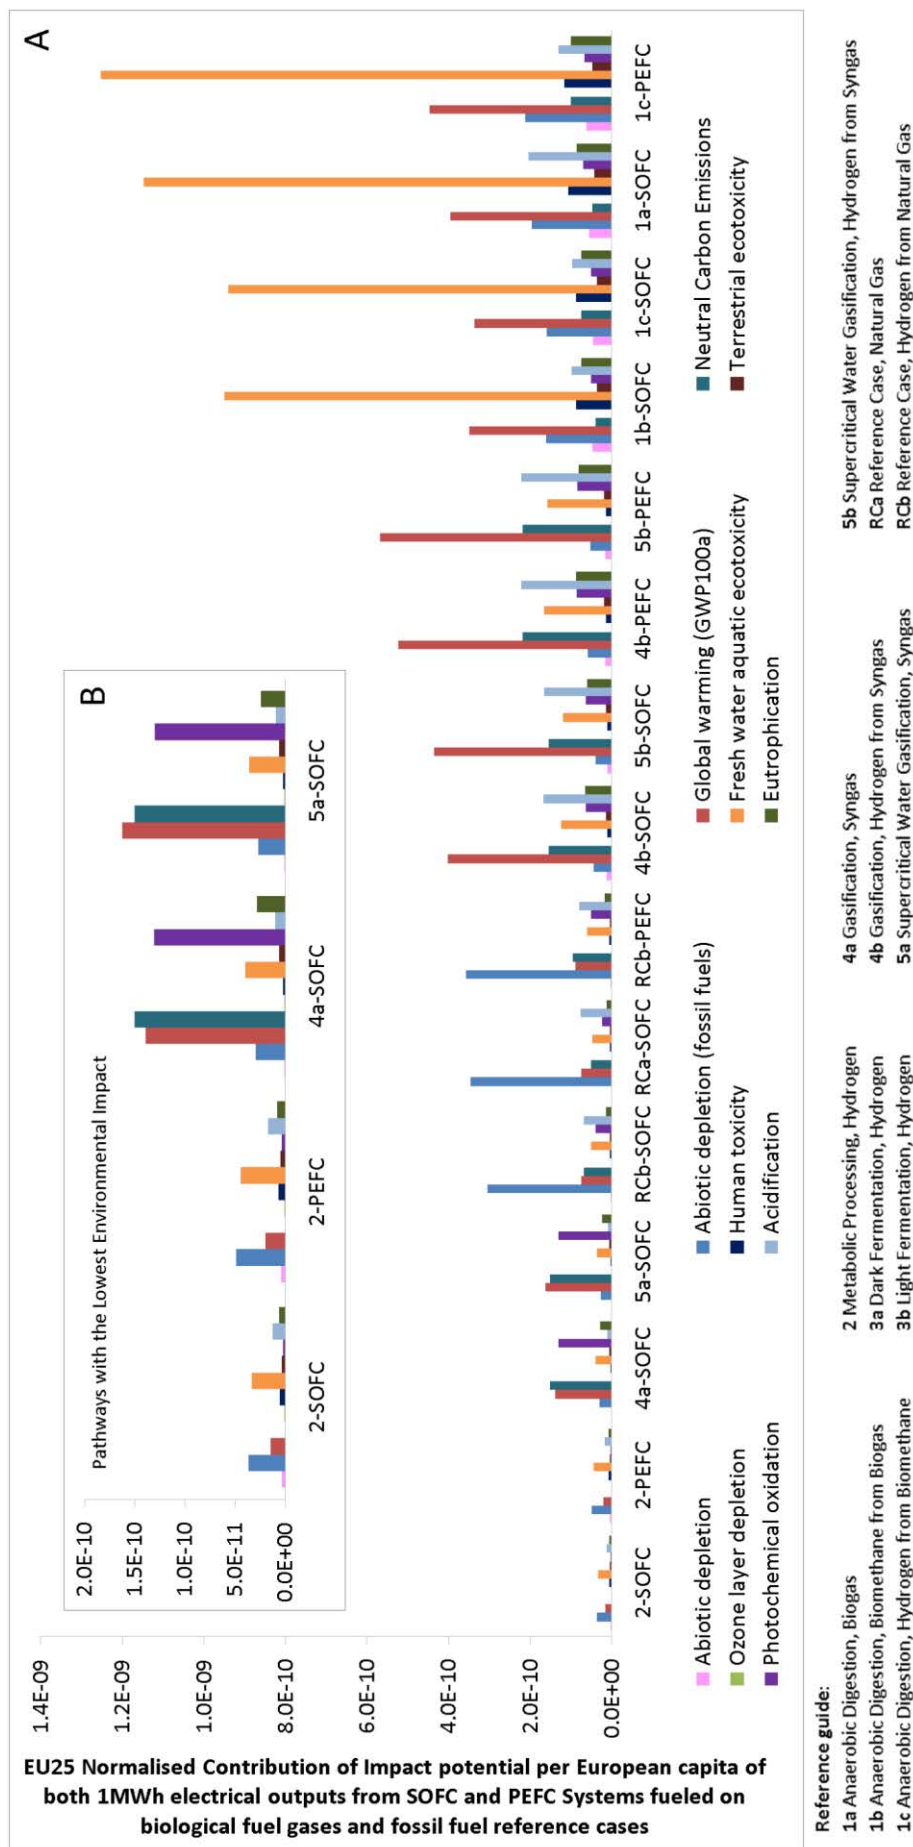 A
EU25 Normalised Contribution of Impact potential per European capita of
both 1MWh electrical outputs from SOFC and PEFC Systems fueled on
biological fuel gases and fossil fuel reference cases
1.4E-09
1.2E-09
1.0E-09
8.0E-10
6.0E-10
4.0E-10
2.0E-10
0.0E+00
B
Pathways with the Lowest Environmental Impact
2.0E-10
1.5E-10
1.0E-10
5.0E-11
0.0E+00
2-SOFC
2-PEFC
4a-SOFC
5a-SOFC
2-SOFC
2-PEFC
4a-SOFC
5a-SOFC
RCb-SOFC
RCa-SOFC
RCb-PEFC
4b-SOFC
5b-SOFC
4b-PEFC
5b-PEFC
1b-SOFC
1c-SOFC
1a-SOFC
1c-PEFC
Abiotic depletion
Abiotic depletion (fossil fuels)
Global warming (GWP100a)
Neutral Carbon Emissions
Ozone layer depletion
Human toxicity
Fresh water aquatic ecotoxicity
Terrestrial ecotoxicity
Photochemical oxidation
Acidification
Eutrophication
Reference guide:
1a Anaerobic Digestion, Biogas
1b Anaerobic Digestion, Biomethane from Biogas
1c Anaerobic Digestion, Hydrogen from Biomethane
2 Metabolic Processing, Hydrogen
3a Dark Fermentation, Hydrogen
3b Light Fermentation, Hydrogen
4a Gasification, Syngas
4b Gasification, Hydrogen from Syngas
5a Supercritical Water Gasification, Syngas
5b Supercritical Water Gasification, Hydrogen from Syngas
RCa Reference Case, Natural Gas
RCb Reference Case, Hydrogen from Natural Gas